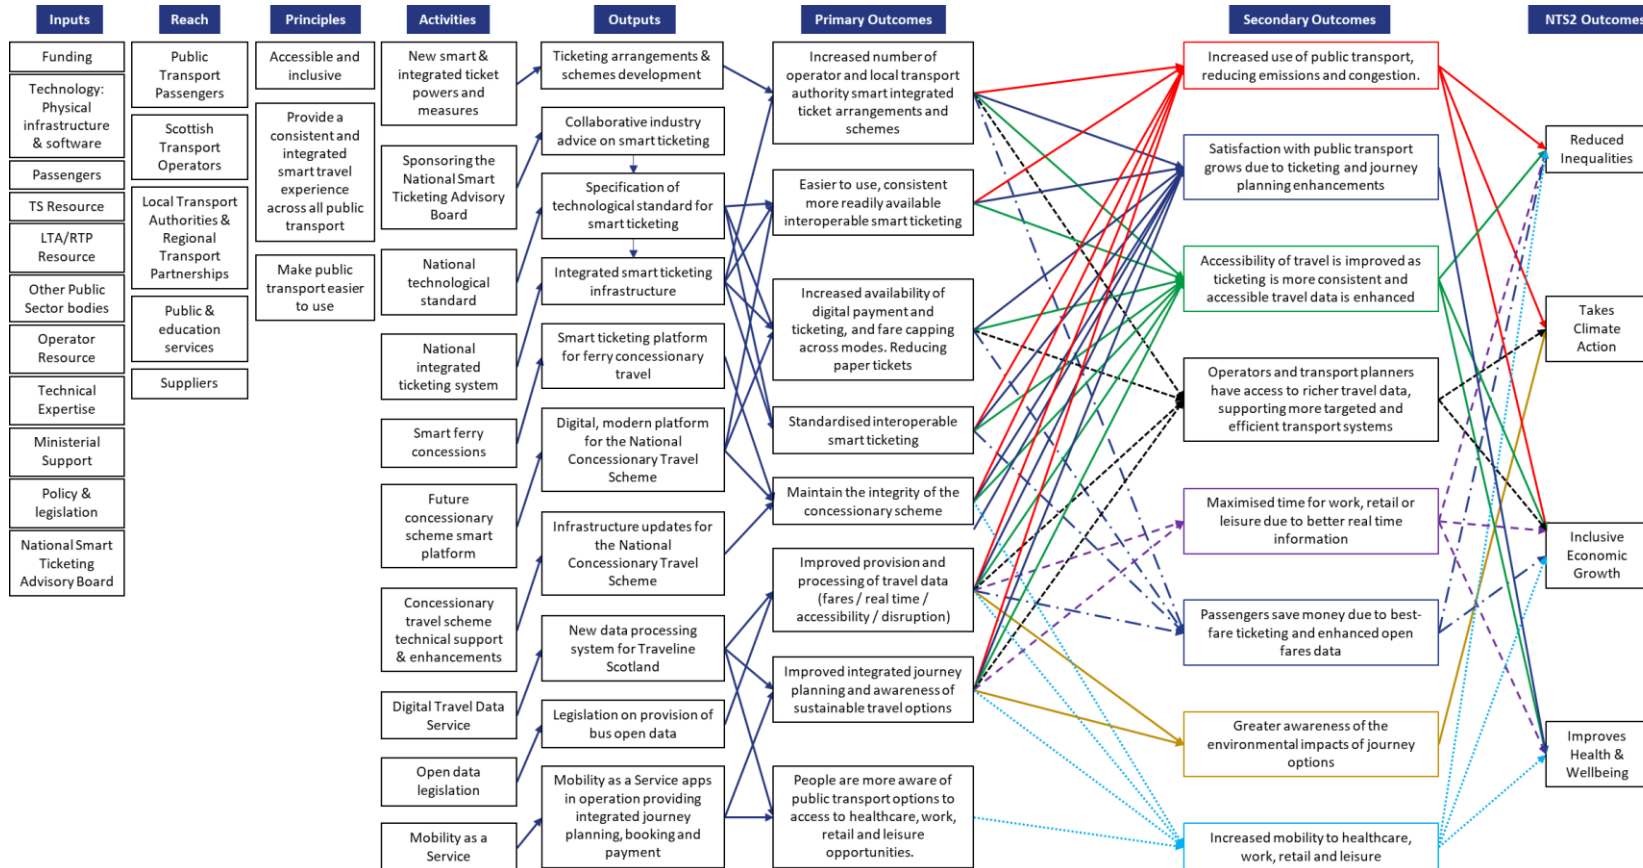 Inputs
Funding
Technology:
Physical
infrastructure
& software
Passengers
TS Resource
LTA/RTP
Resource
Other Public
Sector bodies
Operator
Resource
Technical
Expertise
Ministerial
Support
Policy &
legislation
National Smart
Ticketing
Advisory Board
Reach
Public
Transport
Passengers
Scottish
Transport
Operators
Local Transport
Authorities &
Regional
Transport
Partnerships
Public &
education
services
Suppliers
Principles
Accessible and
inclusive
Provide a
consistent and
integrated
smart travel
experience
across all public
transport
Make public
transport easier
to use
Activities
New smart &
integrated ticket
powers and
measures
Sponsoring the
National Smart
Ticketing Advisory
Board
National
technological
standard
National
integrated
ticketing system
Smart ferry
concessions
Future
concessionary
scheme smart
platform
Concessionary
travel scheme
technical support
& enhancements
Digital Travel Data
Service
Open data
legislation
Mobility as a
Service
Outputs
Ticketing arrangements &
schemes development
Collaborative industry
advice on smart ticketing
Specification of
technological standard for
smart ticketing
Integrated smart ticketing
infrastructure
Smart ticketing platform
for ferry concessionary
travel
Digital, modern platform
for the National
Concessionary Travel
Scheme
Infrastructure updates for
the National
Concessionary Travel
Scheme
New data processing
system for Traveline
Scotland
Legislation on provision of
bus open data
Mobility as a Service apps
in operation providing
integrated journey
planning, booking and
payment
Primary Outcomes
Increased number of
operator and local transport
authority smart integrated
ticket arrangements and
schemes
Easier to use, consistent
more readily available
interoperable smart ticketing
Increased availability of
digital payment and
ticketing, and fare capping
across modes. Reducing
paper tickets
Standardised interoperable
smart ticketing
Maintain the integrity of the
concessionary scheme
Improved provision and
processing of travel data
(fares / real time /
accessibility / disruption)
Improved integrated journey
planning and awareness of
sustainable travel options
People are more aware of
public transport options to
access to healthcare, work,
retail and leisure
opportunities.
Secondary Outcomes
Increased use of public transport,
reducing emissions and congestion.
Satisfaction with public transport
grows due to ticketing and journey
planning enhancements
Accessibility of travel is improved as
ticketing is more consistent and
accessible travel data is enhanced
Operators and transport planners
have access to richer travel data,
supporting more targeted and
efficient transport systems
Maximised time for work, retail or
leisure due to better real time
information
Passengers save money due to best-
fare ticketing and enhanced open
fares data
Greater awareness of the
environmental impacts of journey
options
Increased mobility to healthcare,
work, retail and leisure
NTS2 Outcomes
Reduced
Inequalities
Takes
Climate
Action
Inclusive
Economic
Growth
Improves
Health &
Wellbeing